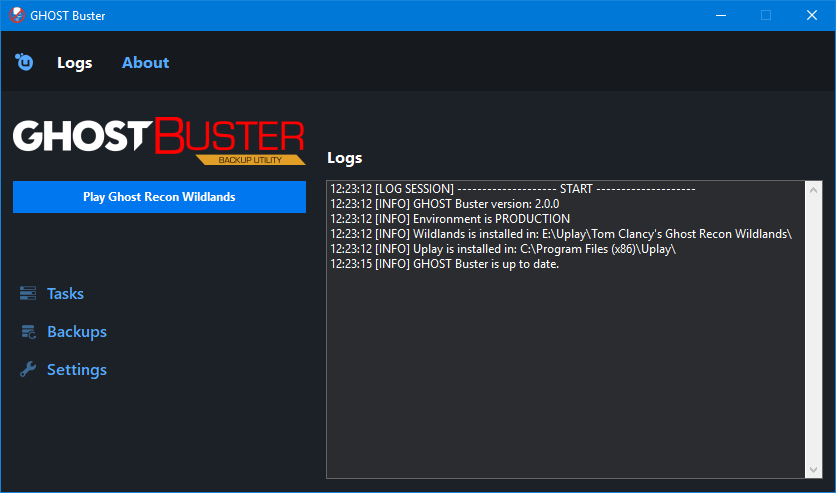 GHOST Buster
Logs
About
GHOST BUSTER
BACKUP UTILITY
Play Ghost Recon Wildlands
Tasks
Backups
Settings
Logs
12:23:12 [LOG SESSION] -------------------- START --------------------
12:23:12 [INFO] GHOST Buster version: 2.0.0
12:23:12 [INFO] Environment is PRODUCTION
12:23:12 [INFO] Wildlands is installed in: E:\Uplay\Tom Clancy's Ghost Recon Wildlands\
12:23:12 [INFO] Uplay is installed in: C:\Program Files (x86)\Uplay\
12:23:15 [INFO] GHOST Buster is up to date.